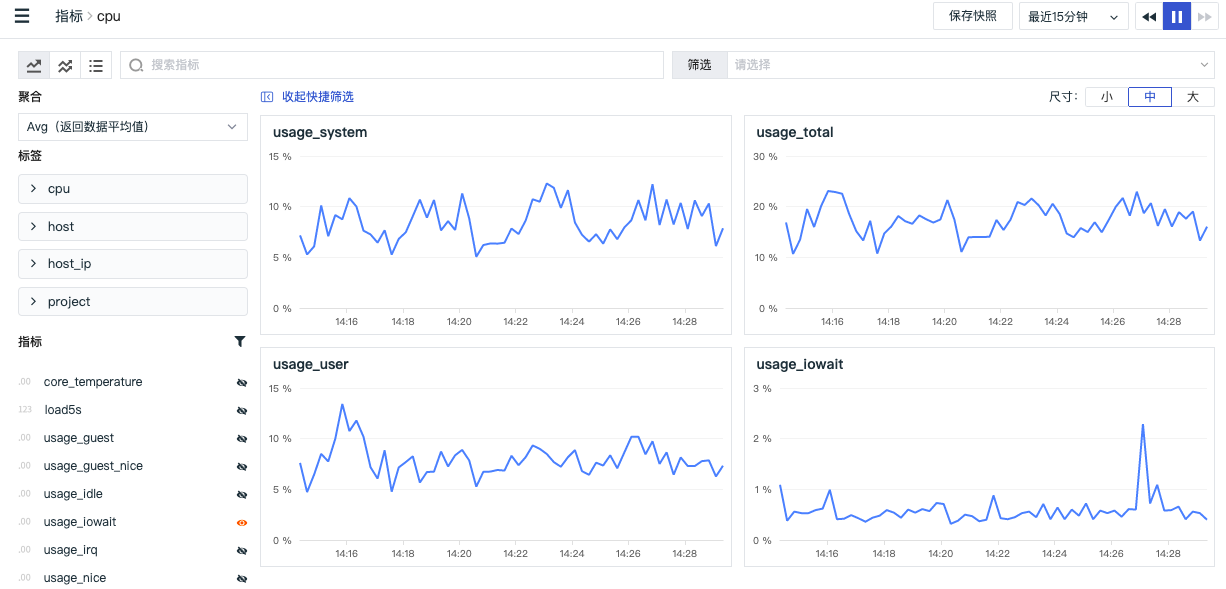 指标 > cpu
保存快照
最近15分钟
搜索指标
筛选 请选择
聚合
收起快捷筛选
尺寸: 小 中 大
Avg（返回数据平均值)
标签
cpu
host
host_ip
project
指标
.00 core_temperature
123 load5s
.00 usage_guest
.00 usage_guest_nice
.00 usage_idle
.00 usage_iowait
.00 usage_irq
.00 usage_nice
usage_system
15 %
10 %
5 %
0 %
14:16 14:18 14:20 14:22 14:24 14:26 14:28
usage_total
30 %
20 %
10 %
0 %
14:16 14:18 14:20 14:22 14:24 14:26 14:28
usage_user
15 %
10 %
5 %
0 %
14:16 14:18 14:20 14:22 14:24 14:26 14:28
usage_iowait
3 %
2 %
1 %
0 %
14:16 14:18 14:20 14:22 14:24 14:26 14:28